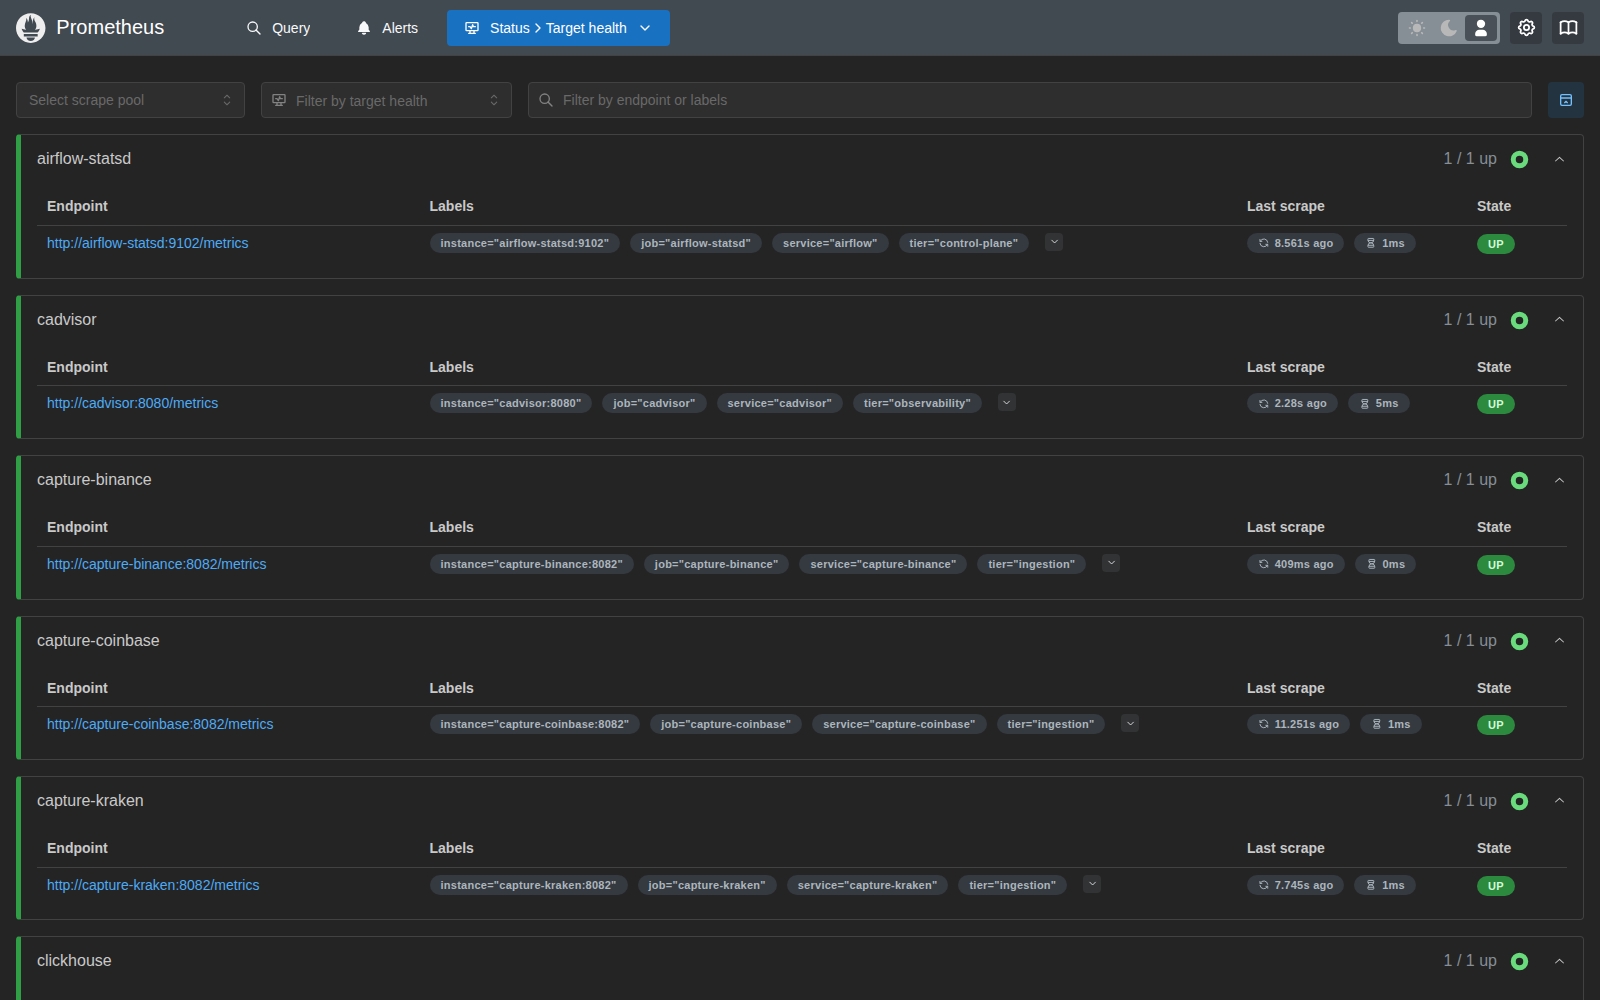 Prometheus Query Alerts Status > Target health
Select scrape pool Filter by target health Filter by endpoint or labels
airflow-statsd 1 / 1 up
Endpoint Labels Last scrape State
http://airflow-statsd:9102/metrics instance="airflow-statsd:9102" job="airflow-statsd" service="airflow" tier="control-plane" 8.561s ago 1ms UP
cadvisor 1 / 1 up
Endpoint Labels Last scrape State
http://cadvisor:8080/metrics instance="cadvisor:8080" job="cadvisor" service="cadvisor" tier="observability" 2.28s ago 5ms UP
capture-binance 1 / 1 up
Endpoint Labels Last scrape State
http://capture-binance:8082/metrics instance="capture-binance:8082" job="capture-binance" service="capture-binance" tier="ingestion" 409ms ago 0ms UP
capture-coinbase 1 / 1 up
Endpoint Labels Last scrape State
http://capture-coinbase:8082/metrics instance="capture-coinbase:8082" job="capture-coinbase" service="capture-coinbase" tier="ingestion" 11.251s ago 1ms UP
capture-kraken 1 / 1 up
Endpoint Labels Last scrape State
http://capture-kraken:8082/metrics instance="capture-kraken:8082" job="capture-kraken" service="capture-kraken" tier="ingestion" 7.745s ago 1ms UP
clickhouse 1 / 1 up